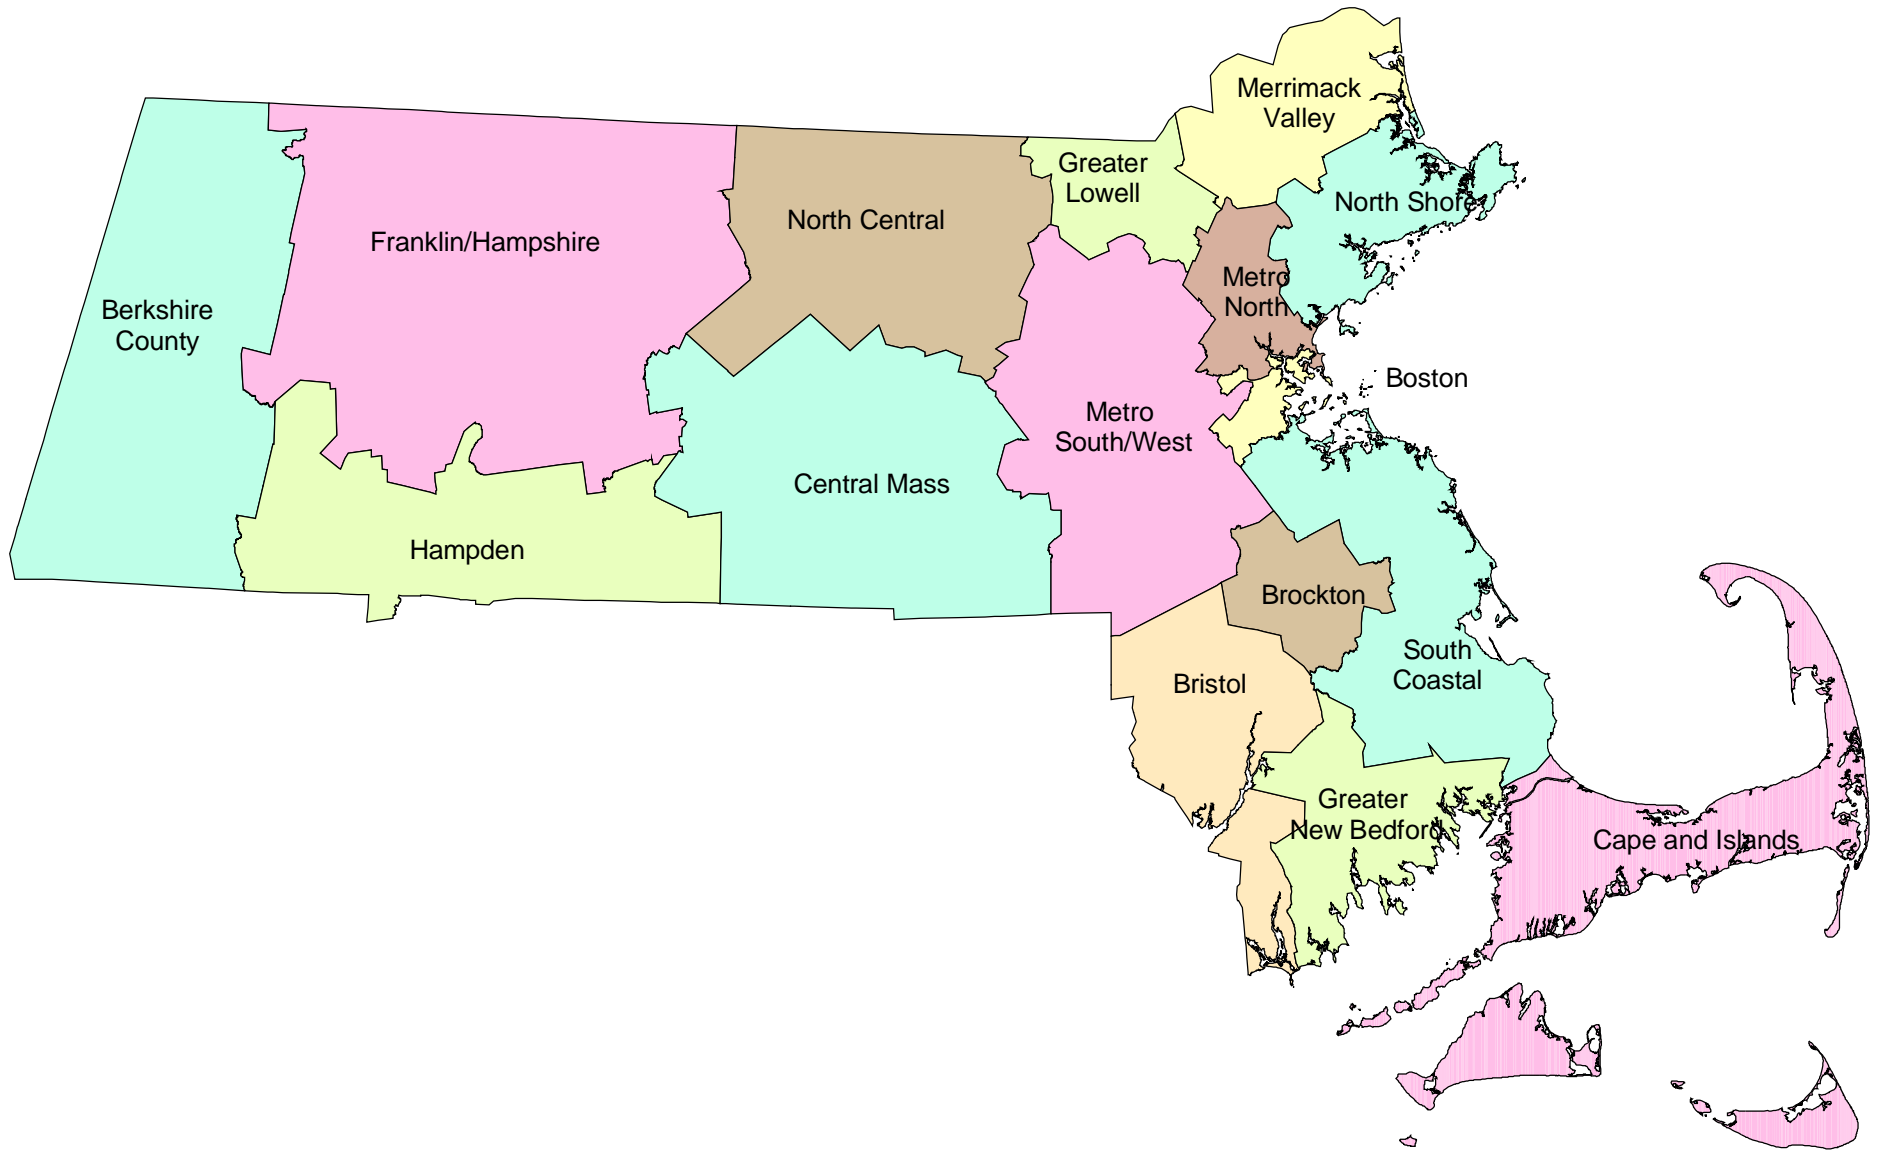 Merrimack
Valley
Greater
Lowell
North Shore
North Central
Franklin/Hampshire
Metro
North
Berkshire
County
Boston
Metro
South/West
Central Mass
Hampden
Brockton
South
Coastal
Bristol
Greater
New Bedford
Cape and Islands